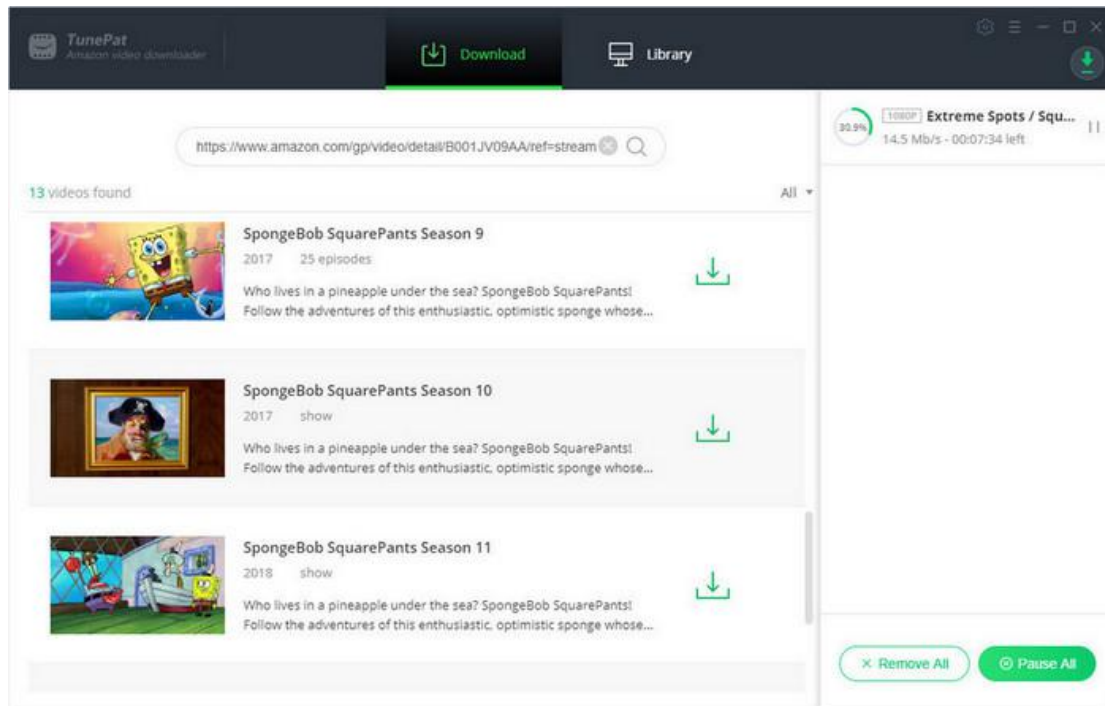 TunePat
Amazon video downloader
Download
Library
https://www.amazon.com/gp/video/detail/B001JV09AA/ref=stream
13 videos found
All
SpongeBob SquarePants Season 9
2017 25 episodes
Who lives in a pineapple under the sea? SpongeBob SquarePants!
Follow the adventures of this enthusiastic, optimistic sponge whose...
SpongeBob SquarePants Season 10
2017 show
Who lives in a pineapple under the sea? SpongeBob SquarePants!
Follow the adventures of this enthusiastic, optimistic sponge whose...
SpongeBob SquarePants Season 11
2018 show
Who lives in a pineapple under the sea? SpongeBob SquarePants!
Follow the adventures of this enthusiastic, optimistic sponge whose...
30.9%
1080P Extreme Spots / Squ...
14.5 Mb/s - 00:07:34 left
Remove All
Pause All